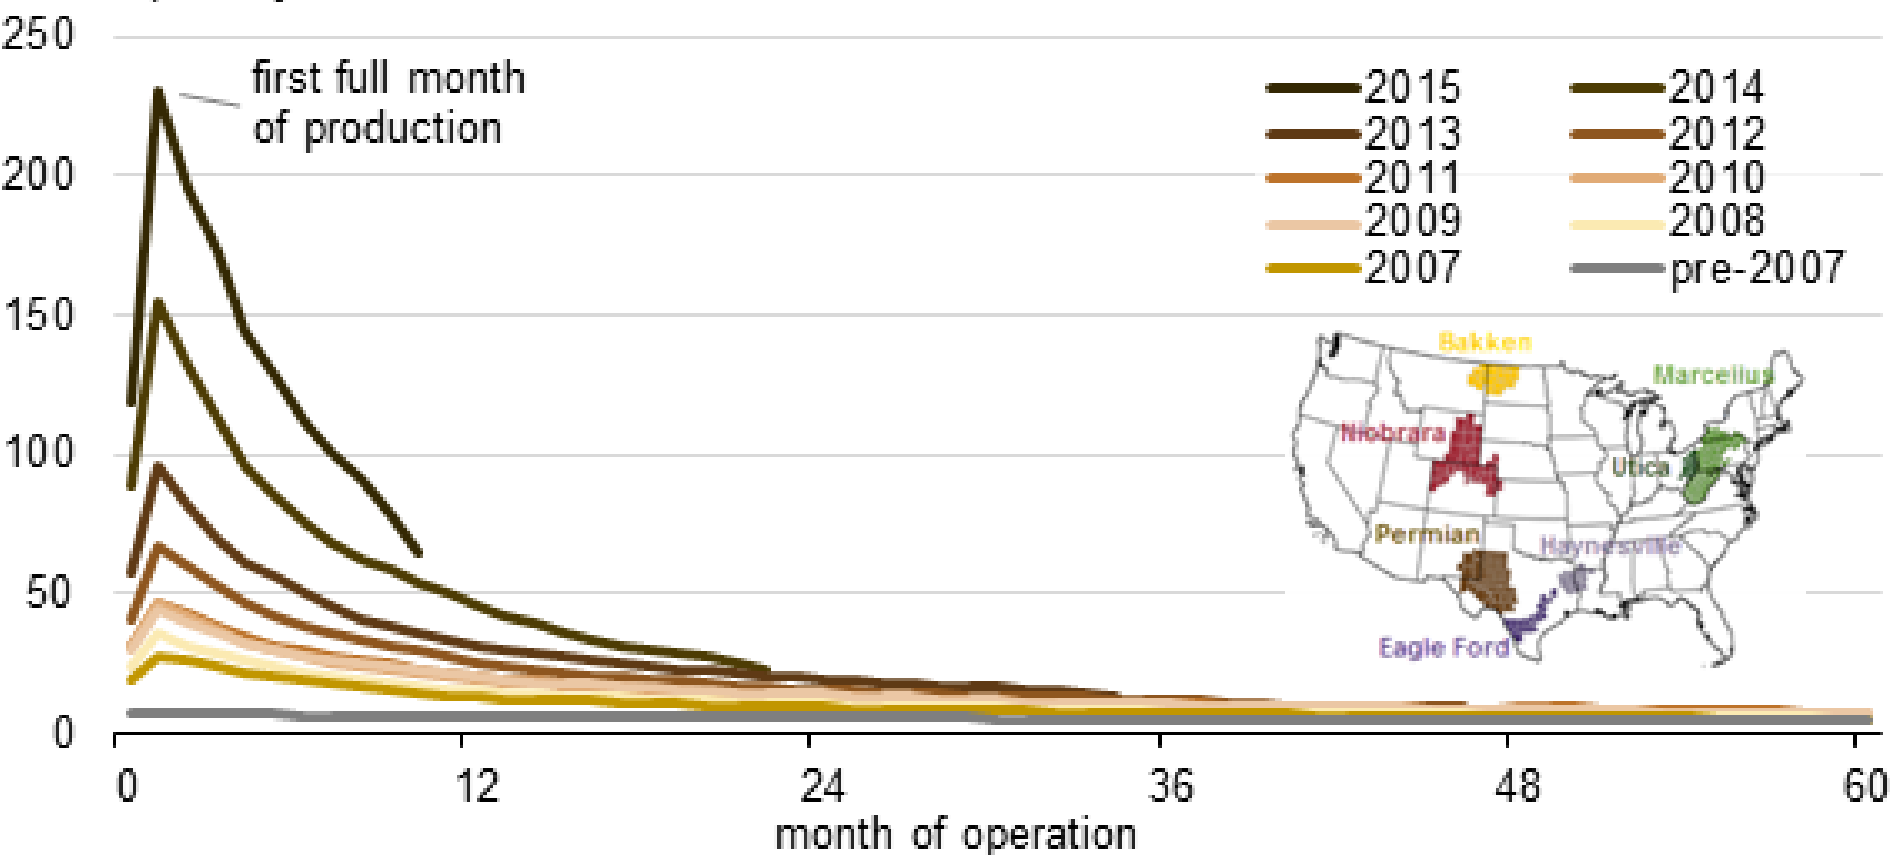 250
first full month
of production
200
150
100
50
0
0 12 24 36 48 60
month of operation
2015 2014
2013 2012
2011 2010
2009 2008
2007 pre-2007
Bakken
Marcellus
Niobrara
Utica
Permian
Haynesville
Eagle Ford